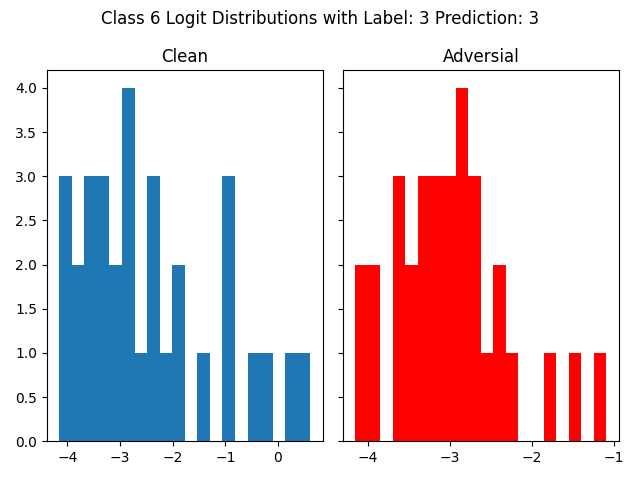 Class 6 Logit Distributions with Label: 3 Prediction: 3
Clean
Adversial
4.0
3.5
3.0
2.5
2.0
1.5
1.0
0.5
0.0
−4 −3 −2 −1 0
−4 −3 −2 −1